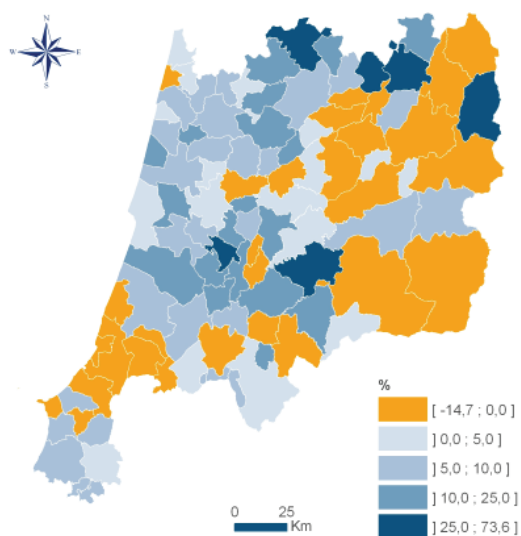 N
W E
S
%
[ -14,7 ; 0,0 ]
] 0,0 ; 5,0 ]
] 5,0 ; 10,0 ]
] 10,0 ; 25,0 ]
] 25,0 ; 73,6 ]
0 25
Km